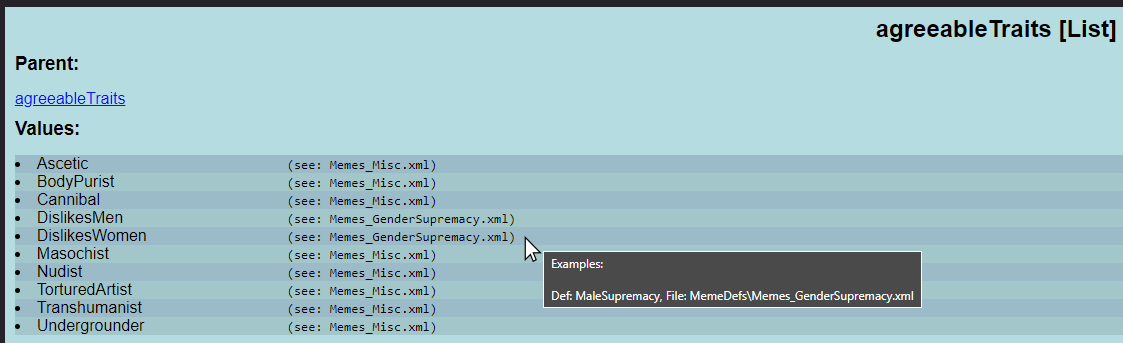 agreeableTraits [List]
Parent:
agreeableTraits
Values:
Ascetic (see: Memes_Misc.xml)
BodyPurist (see: Memes_Misc.xml)
Cannibal (see: Memes_Misc.xml)
DislikesMen (see: Memes_GenderSupremacy.xml)
DislikesWomen (see: Memes_GenderSupremacy.xml)
Masochist (see: Memes_Misc.xml)
Nudist (see: Memes_Misc.xml)
TorturedArtist (see: Memes_Misc.xml)
Transhumanist (see: Memes_Misc.xml)
Undergrounder (see: Memes_Misc.xml)
Examples:
Def: MaleSupremacy, File: MemeDefs\Memes_GenderSupremacy.xml